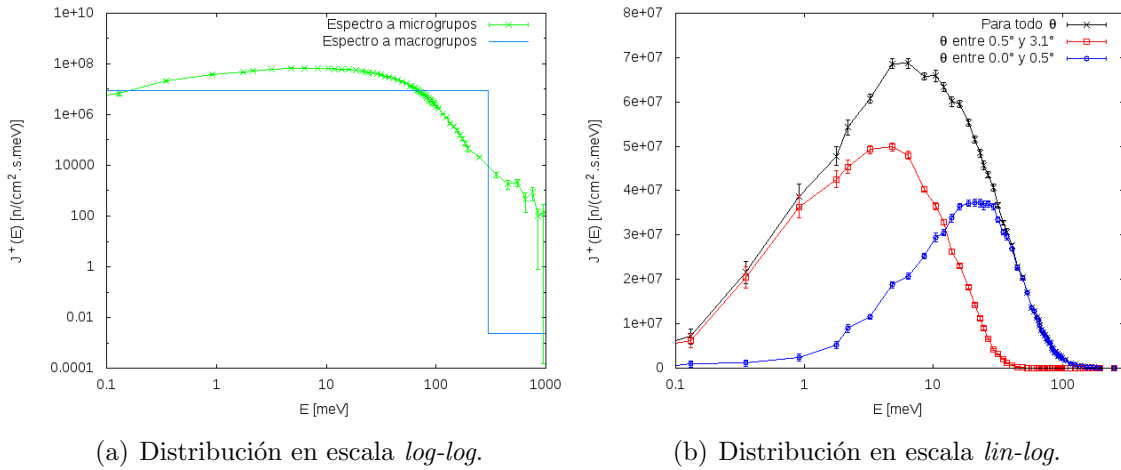 1e+10
1e+08
1e+06
10000
100
1
0.01
0.0001
J+(E) [n/(cm².s.meV)]
Espectro a microgrupos
Espectro a macrogrupos
0.1 1 10 100 1000
E [meV]
(a) Distribución en escala log-log.
8e+07
7e+07
6e+07
5e+07
4e+07
3e+07
2e+07
1e+07
0
J+(E) [n/(cm².s.meV)]
Para todo θ
θ entre 0.5° y 3.1°
θ entre 0.0° y 0.5°
0.1 1 10 100
E [meV]
(b) Distribución en escala lin-log.